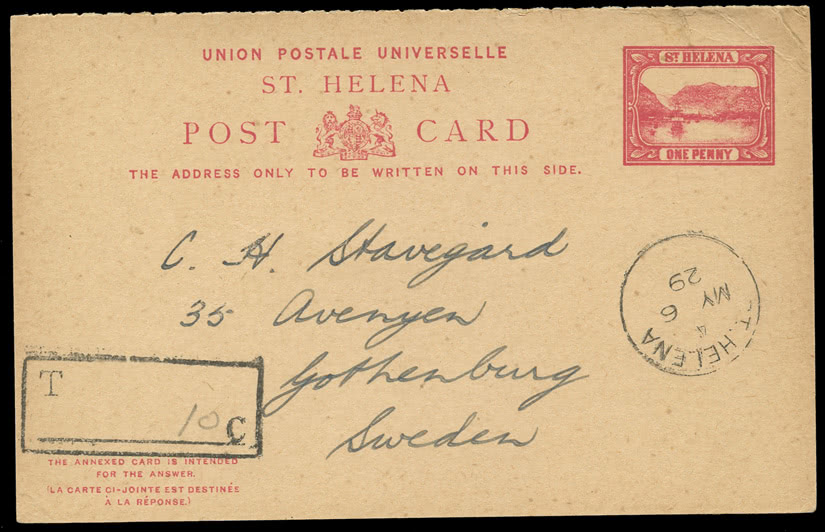 UNION POSTALE UNIVERSELLE
ST. HELENA
POST CARD
THE ADDRESS ONLY TO BE WRITTEN ON THIS SIDE.
ST HELENA
ONE PENNY
C. H. Stavegård
35 Avenyen
Gothenburg
Sweden
T. HELENA
4
6
MY
29
T
10 C
THE ANNEXED CARD IS INTENDED
FOR THE ANSWER.
(LA CARTE CI-JOINTE EST DESTINÉE
À LA RÉPONSE.)